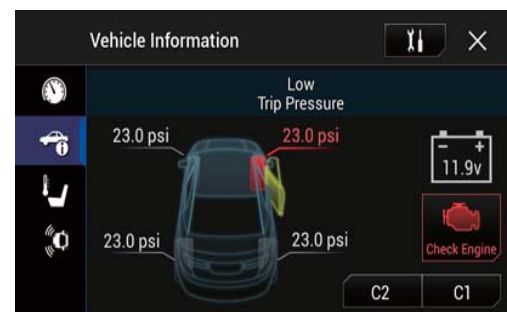 Vehicle Information
Low
Trip Pressure
23.0 psi
23.0 psi
- +
11.9v
23.0 psi
23.0 psi
Check Engine
C2
C1